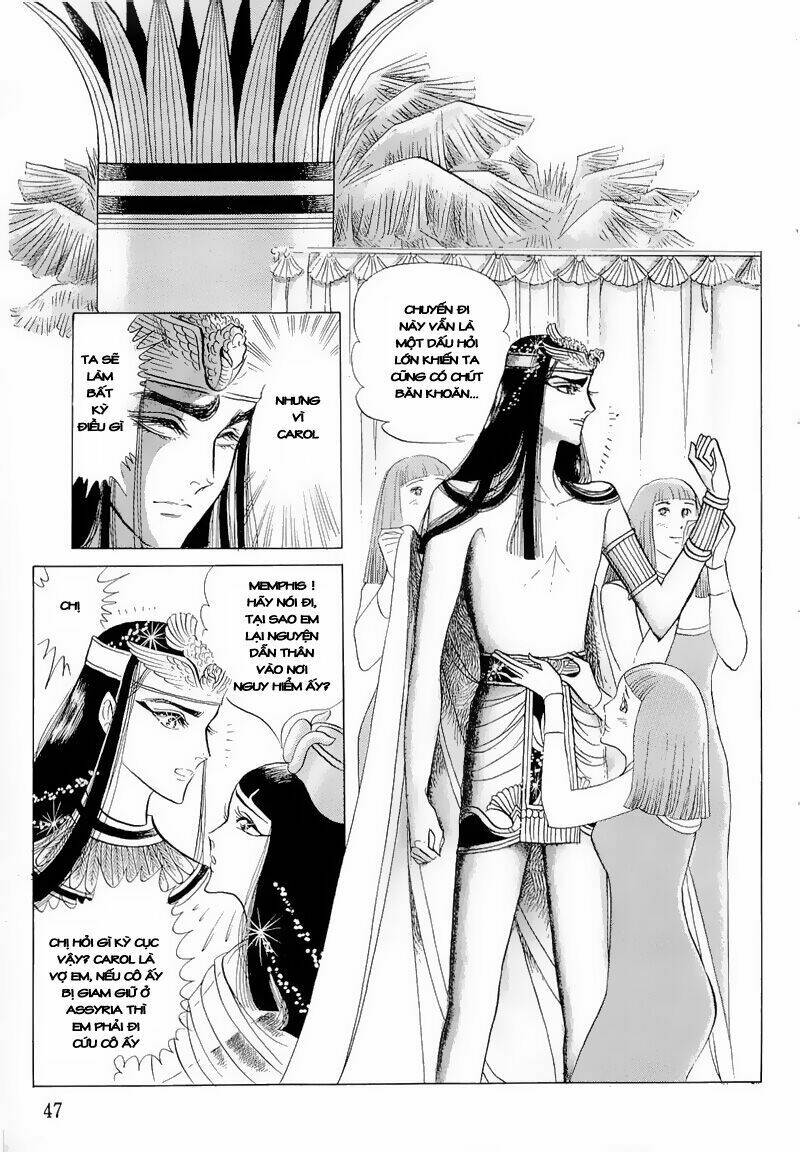 CHUYẾN ĐI
NÀY VẪN LÀ
MỘT DẤU HỎI
LỚN KHIẾN TA
CŨNG CÓ CHÚT
BĂN KHOĂN...
NHƯNG
VÌ
CAROL
TA SẼ
LÀM
BẤT
KỲ
ĐIỀU GÌ
MEMPHIS !
HÃY NÓI ĐI,
TẠI SAO EM
LẠI NGUYỆN
DẪN THÂN
VÀO NƠI
NGUY HIỂM ẤY?
CHỊ
CHỊ HỎI GÌ KỲ CỤC
VẬY? CAROL LÀ
VỢ EM, NẾU CÔ ẤY
BỊ GIAM GIỮ Ở
ASSYRIA THÌ
EM PHẢI ĐI
CỨU CÔ ẤY
47